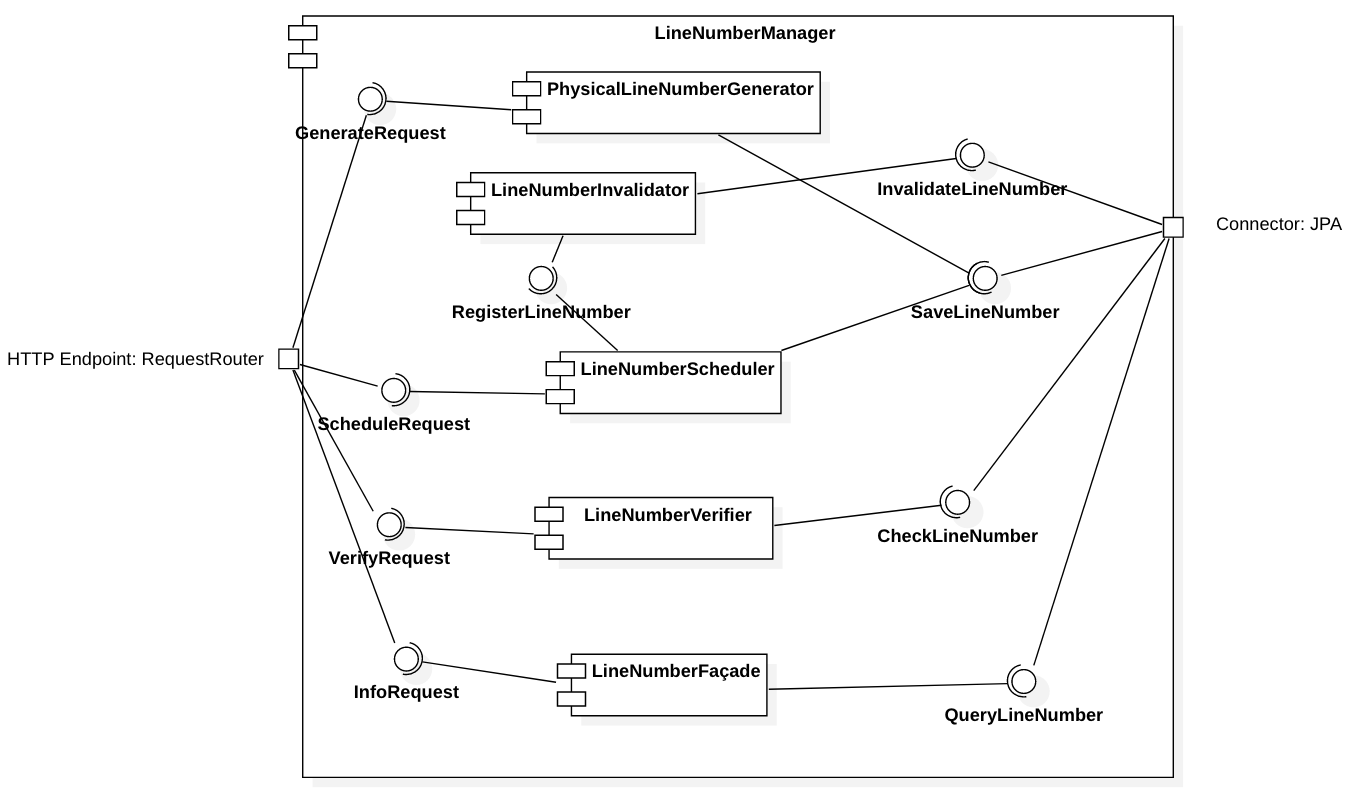 LineNumberManager
PhysicalLineNumberGenerator
GenerateRequest
LineNumberInvalidator
InvalidateLineNumber
Connector: JPA
RegisterLineNumber
SaveLineNumber
HTTP Endpoint: RequestRouter
LineNumberScheduler
ScheduleRequest
LineNumberVerifier
CheckLineNumber
VerifyRequest
LineNumberFaçade
InfoRequest
QueryLineNumber